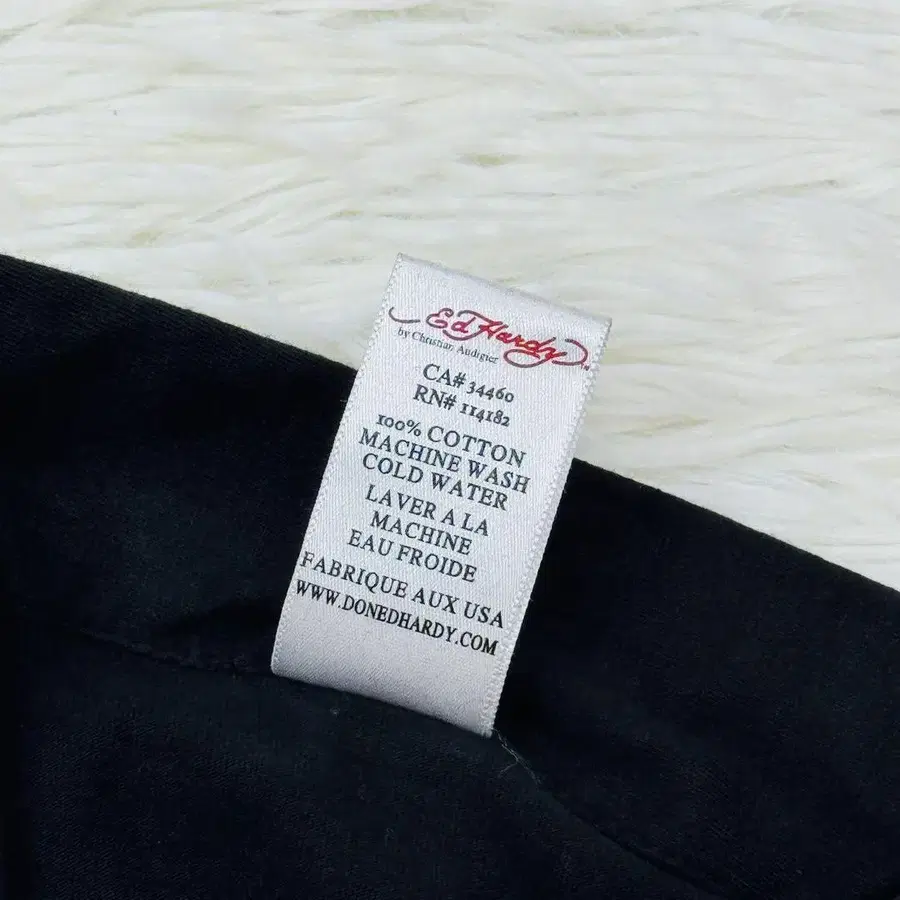 Ed Hardy TM
by Christian Audigier
CA# 34460
RN# 114182
100% COTTON
MACHINE WASH
COLD WATER
LAVER A LA
MACHINE
EAU FROIDE
FABRIQUE AUX USA
WWW.DONEDHARDY.COM